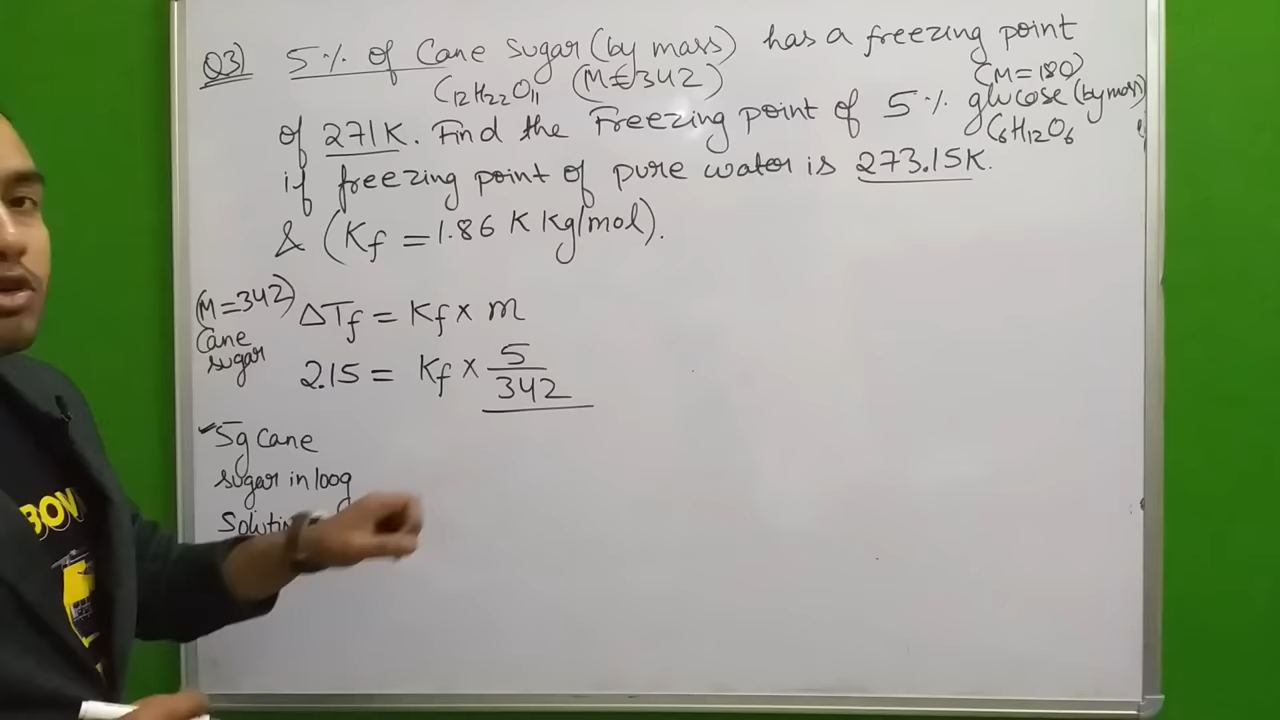 Q3) 5% of Cane Sugar (by mass) has a freezing point
C12H22O11 (M=342) (M=180)
of 271K. Find the Freezing point of 5% glucose (by mass)
C6H12O6
if freezing point of pure water is 273.15K.
& (Kf = 1.86 K Kg/mol).
(M=342) ΔTf = Kf × m
Cane
sugar
2.15 = Kf × 5/342
5g Cane
sugar in 100g
BOV